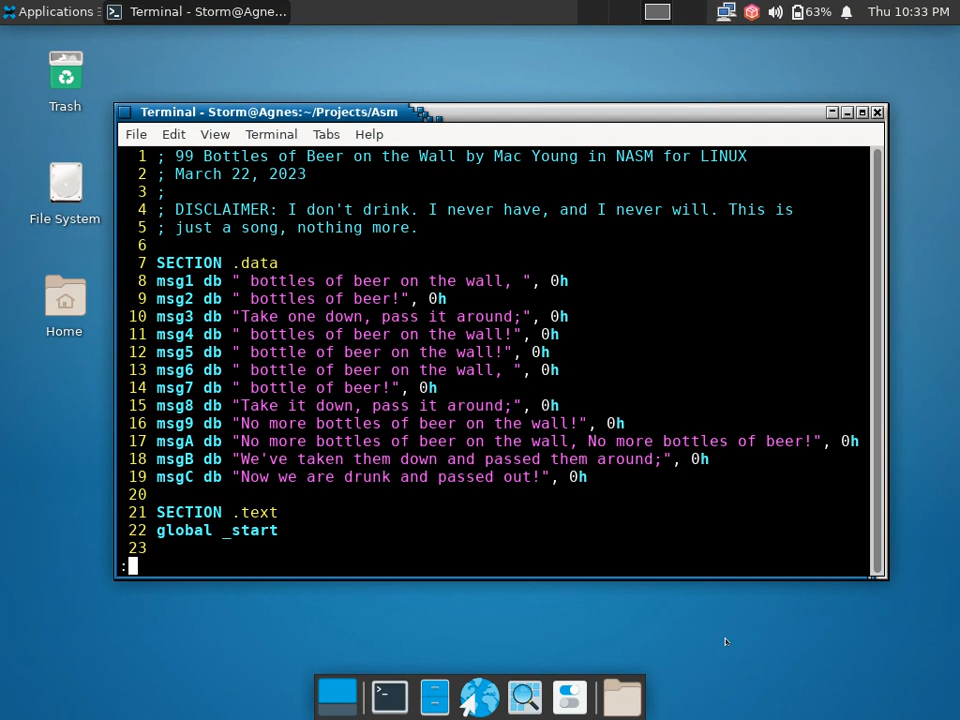 Applications
Terminal - Storm@Agne...
63%
Thu 10:33 PM
Trash
File System
Home
Terminal - Storm@Agnes:~/Projects/Asm
File Edit View Terminal Tabs Help
1 ; 99 Bottles of Beer on the Wall by Mac Young in NASM for LINUX
2 ; March 22, 2023
3 ;
4 ; DISCLAIMER: I don't drink. I never have, and I never will. This is
5 ; just a song, nothing more.
6
7 SECTION .data
8 msg1 db " bottles of beer on the wall, ", 0h
9 msg2 db " bottles of beer!", 0h
10 msg3 db "Take one down, pass it around;", 0h
11 msg4 db " bottles of beer on the wall!", 0h
12 msg5 db " bottle of beer on the wall!", 0h
13 msg6 db " bottle of beer on the wall, ", 0h
14 msg7 db " bottle of beer!", 0h
15 msg8 db "Take it down, pass it around;", 0h
16 msg9 db "No more bottles of beer on the wall!", 0h
17 msgA db "No more bottles of beer on the wall, No more bottles of beer!", 0h
18 msgB db "We've taken them down and passed them around;", 0h
19 msgC db "Now we are drunk and passed out!", 0h
20
21 SECTION .text
22 global _start
23
: